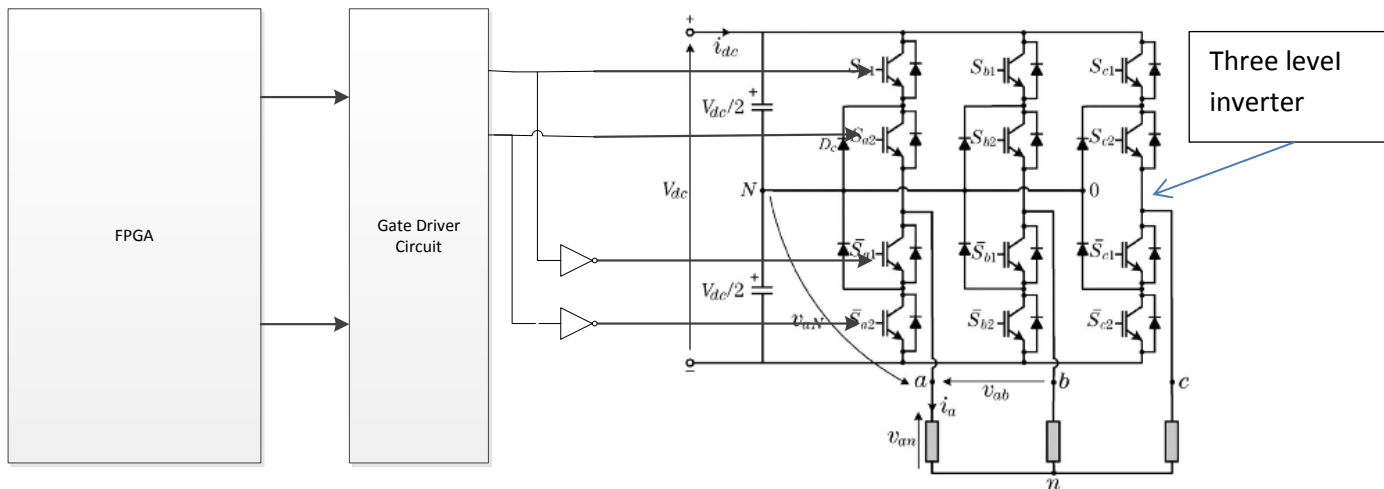 FPGA
Gate Driver
Circuit
+
i_dc
V_dc/2
+
V_dc
N
V_dc/2
+
v_aN
–
S_a1
S_b1
S_c1
D_c
S_a2
S_b2
S_c2
0
S̄_a1
S̄_b1
S̄_c1
S̄_a2
S̄_b2
S̄_c2
a
v_ab
b
c
i_a
v_an
n
Three level
inverter